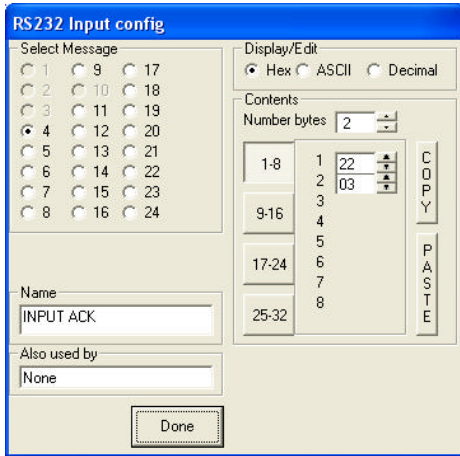 RS232 Input config
Select Message
1 9 17
2 10 18
3 11 19
4 12 20
5 13 21
6 14 22
7 15 23
8 16 24
Name
INPUT ACK
Also used by
None
Done
Display/Edit
Hex ASCII Decimal
Contents
Number bytes 2
1-8
9-16
17-24
25-32
1 22
2 03
3
4
5
6
7
8
COPY
PASTE